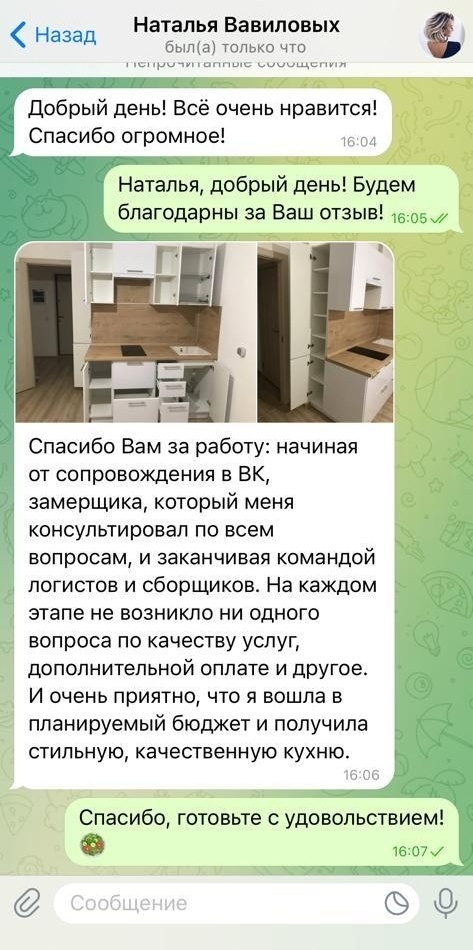 Назад
Наталья Вавиловых
был(а) только что
Непрочитанные сообщения
Добрый день! Всё очень нравится!
Спасибо огромное!
16:04
Наталья, добрый день! Будем
благодарны за Ваш отзыв!
16:05
Спасибо Вам за работу: начиная
от сопровождения в ВК,
замерщика, который меня
консультировал по всем
вопросам, и заканчивая командой
логистов и сборщиков. На каждом
этапе не возникло ни одного
вопроса по качеству услуг,
дополнительной оплате и другое.
И очень приятно, что я вошла в
планируемый бюджет и получила
стильную, качественную кухню.
16:06
Спасибо, готовьте с удовольствием!
16:07
Сообщение